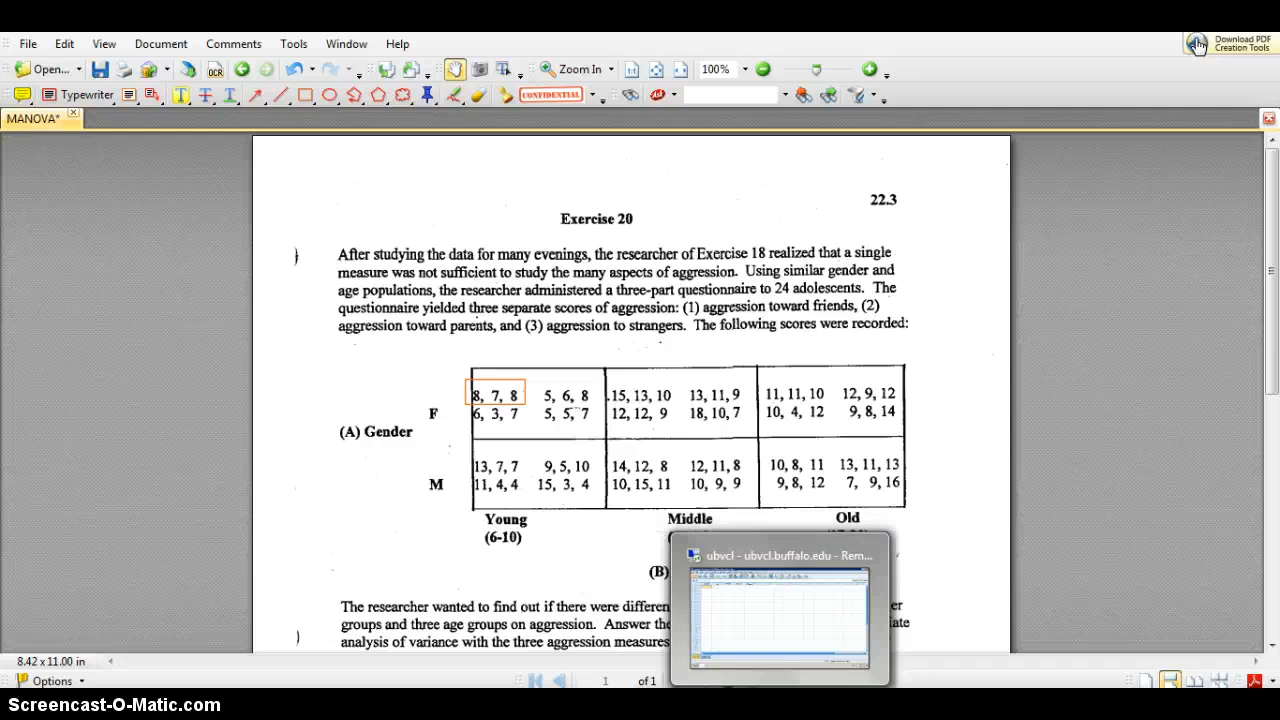 File Edit View Document Comments Tools Window Help
Download PDF
Creation Tools
Open... OCR Zoom In 100%
Typewriter CONFIDENTIAL
MANOVA*
22.3
Exercise 20
After studying the data for many evenings, the researcher of Exercise 18 realized that a single
measure was not sufficient to study the many aspects of aggression. Using similar gender and
age populations, the researcher administered a three-part questionnaire to 24 adolescents. The
questionnaire yielded three separate scores of aggression: (1) aggression toward friends, (2)
aggression toward parents, and (3) aggression to strangers. The following scores were recorded:
8, 7, 8 5, 6, 8 15, 13, 10 13, 11, 9 11, 11, 10 12, 9, 12
F 6, 3, 7 5, 5, 7 12, 12, 9 18, 10, 7 10, 4, 12 9, 8, 14
(A) Gender
13, 7, 7 9, 5, 10 14, 12, 8 12, 11, 8 10, 8, 11 13, 11, 13
M 11, 4, 4 15, 3, 4 10, 15, 11 10, 9, 9 9, 8, 12 7, 9, 16
Young Middle Old
(6-10)
ubvcl - ubvcl.buffalo.edu - Rem...
(B)
The researcher wanted to find out if there were differen er
groups and three age groups on aggression. Answer the iate
analysis of variance with the three aggression measures
8.42 x 11.00 in
Options 1 of 1
Screencast-O-Matic.com